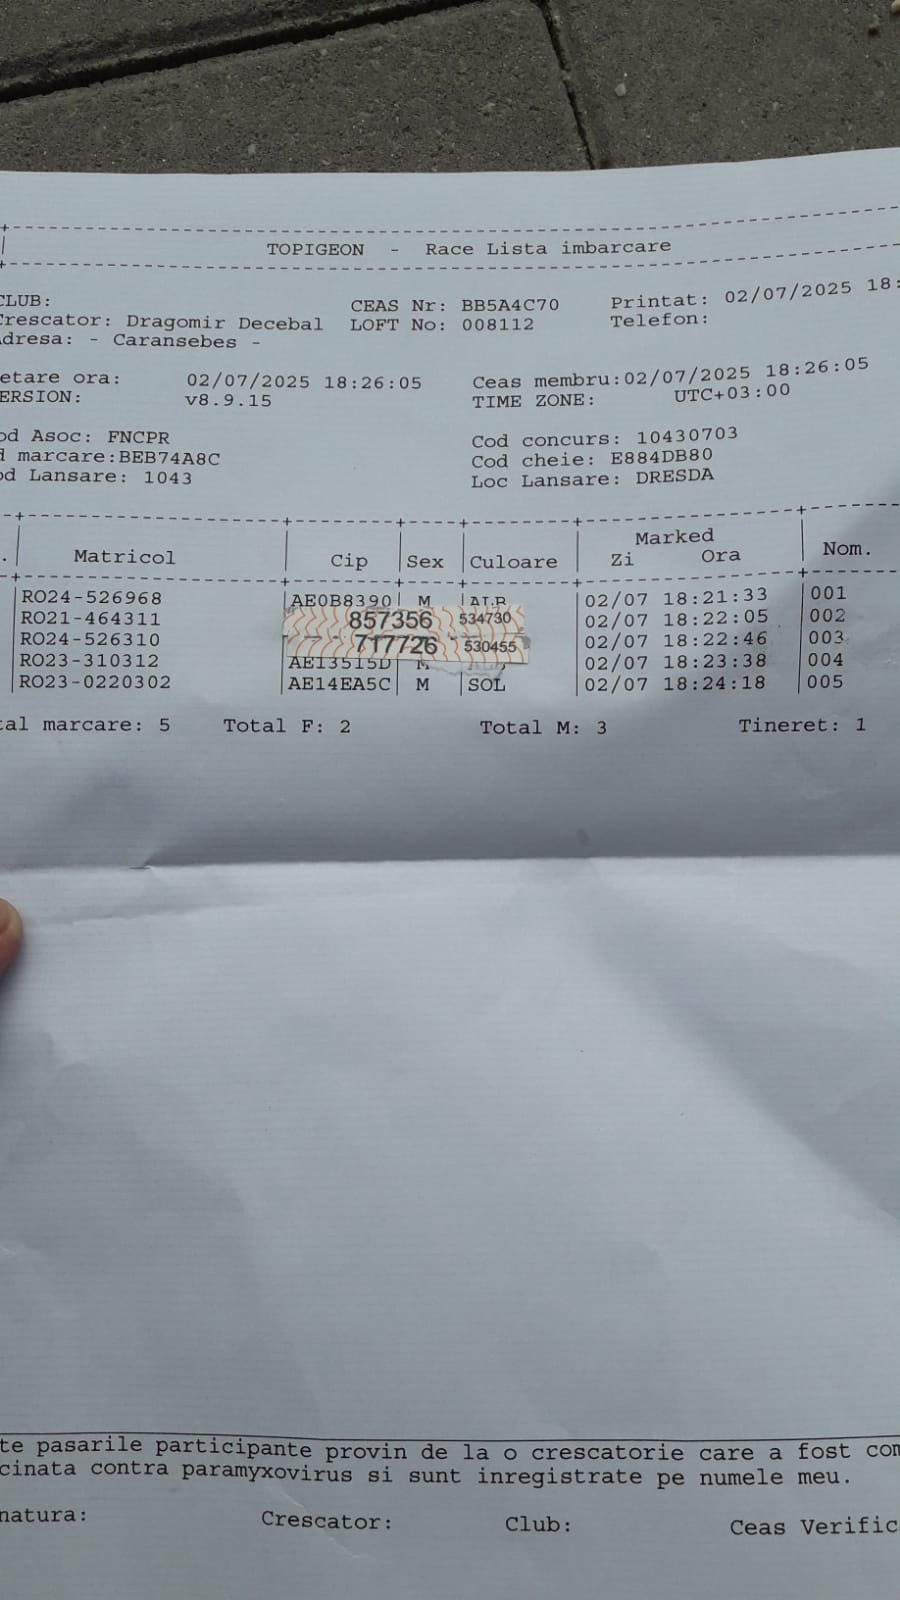 TOPIGEON - Race Lista imbarcare
CLUB: CEAS Nr: BB5A4C70 Printat: 02/07/2025 18:
Crescator: Dragomir Decebal LOFT No: 008112 Telefon:
dresa: - Caransebes -
etare ora: 02/07/2025 18:26:05 Ceas membru:02/07/2025 18:26:05
ERSION: v8.9.15 TIME ZONE: UTC+03:00
od Asoc: FNCPR Cod concurs: 10430703
d marcare:BEB74A8C Cod cheie: E884DB80
od Lansare: 1043 Loc Lansare: DRESDA
Marked
. Matricol Cip Sex Culoare Zi Ora Nom.
RO24-526968 AE0B8390 M ALB 02/07 18:21:33 001
RO21-464311 857356 534730 02/07 18:22:05 002
RO24-526310 717726 530455 02/07 18:22:46 003
RO23-310312 AE13515D M 02/07 18:23:38 004
RO23-0220302 AE14EA5C M SOL 02/07 18:24:18 005
tal marcare: 5 Total F: 2 Total M: 3 Tineret: 1
te pasarile participante provin de la o crescatorie care a fost com
cinata contra paramyxovirus si sunt inregistrate pe numele meu.
natura: Crescator: Club: Ceas Verific